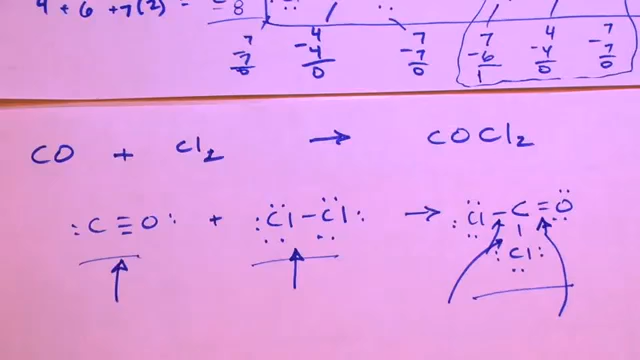 4 + 6 + 7(2) =
-8
7 4 7 7 4 7
-7 -4 -7 -6 -4 -7
0 0 0 1 0 0
CO + Cl₂ → COCl₂
:C≡O: + :Cl–Cl: → :Cl–C=O
:Cl: